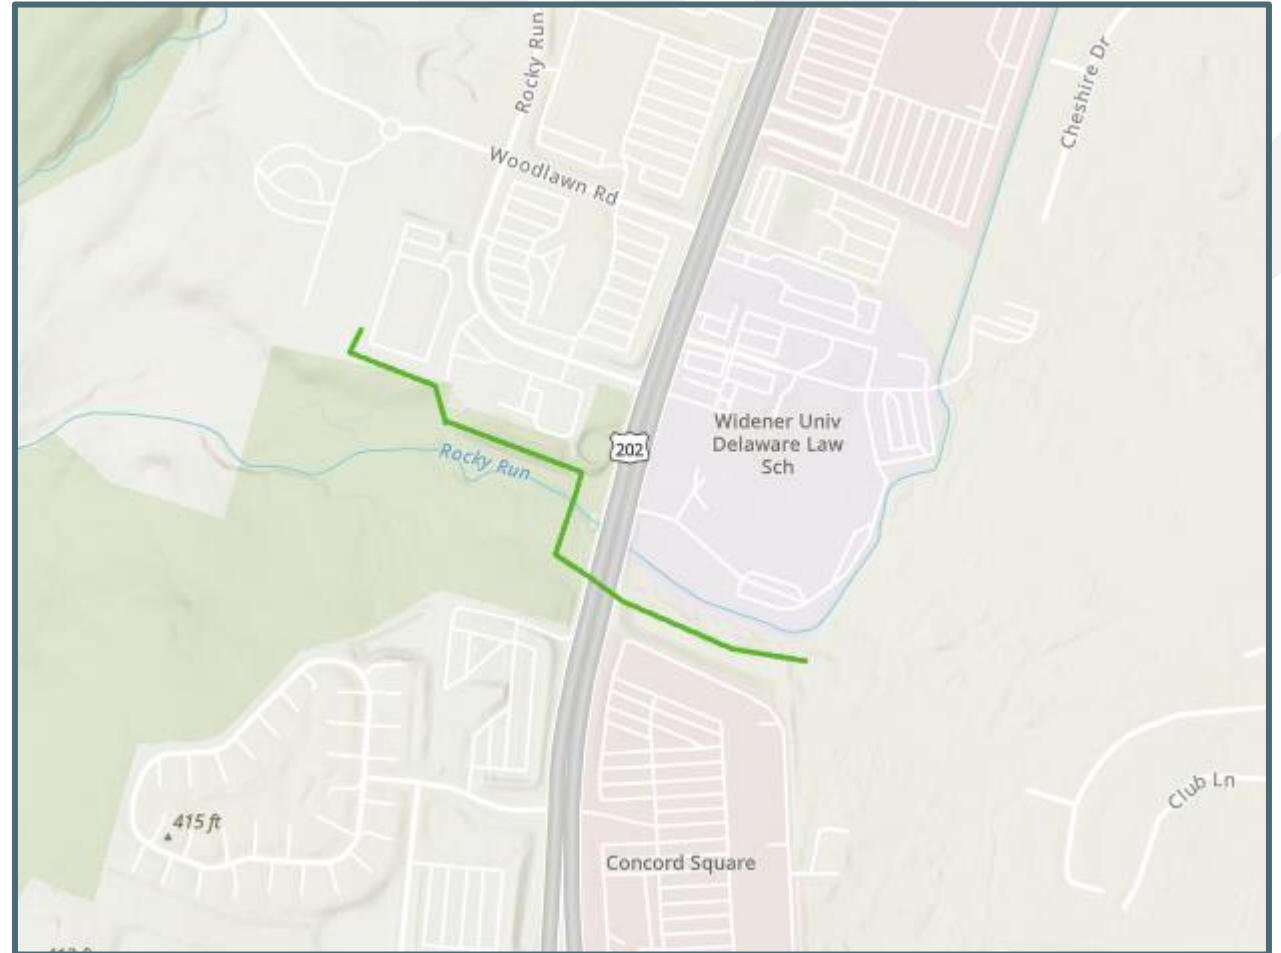 Rocky Run
Cheshire Dr
Woodlawn Rd
Widener Univ
Delaware Law
Sch
202
Rocky Run
Club Ln
415 ft
Concord Square